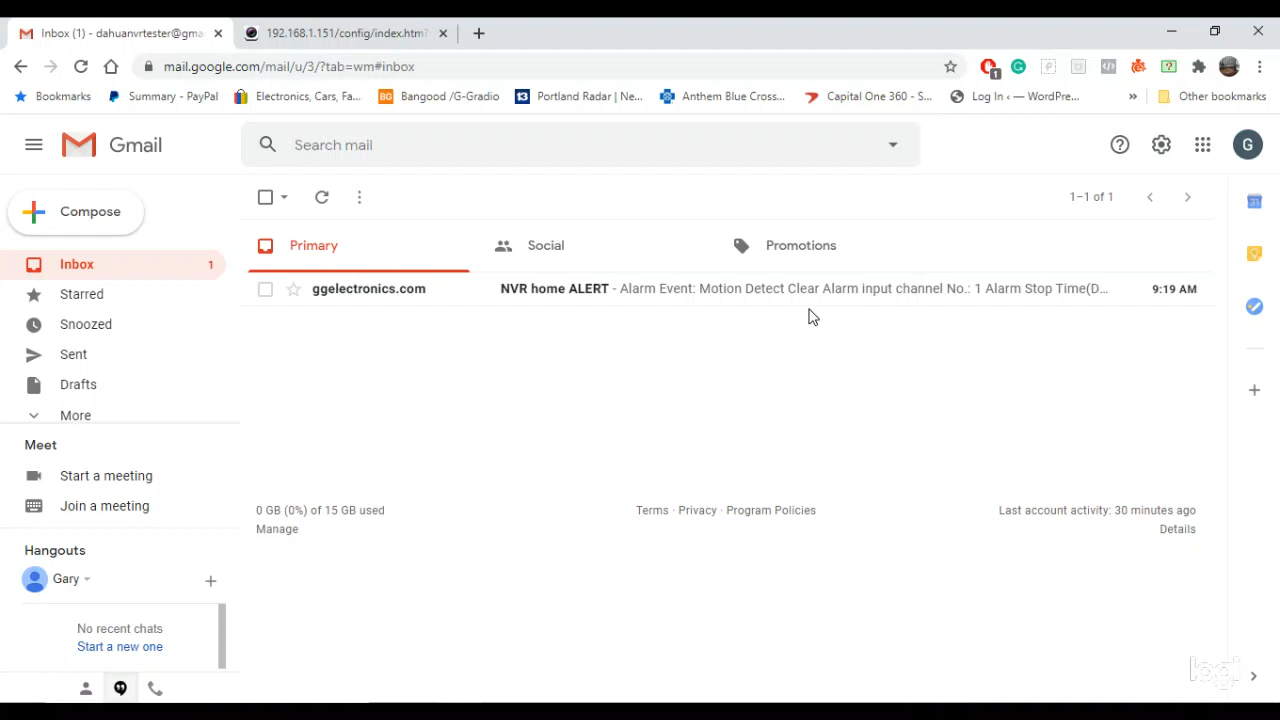 Inbox (1) - dahuanvrtester@gma
192.168.1.151/config/index.htm?
mail.google.com/mail/u/3/?tab=wm#inbox
1
Bookmarks
Summary - PayPal
Electronics, Cars, Fa...
BG
Bangood /G-Gradio
13
Portland Radar | Ne...
Anthem Blue Cross...
Capital One 360 - S...
Log In ‹ — WordPre...
»
Other bookmarks
Gmail
Search mail
G
Compose
1–1 of 1
Primary
Social
Promotions
Inbox
1
ggelectronics.com
NVR home ALERT - Alarm Event: Motion Detect Clear Alarm input channel No.: 1 Alarm Stop Time(D...
9:19 AM
Starred
Snoozed
Sent
Drafts
More
Meet
Start a meeting
Join a meeting
0 GB (0%) of 15 GB used
Manage
Terms · Privacy · Program Policies
Last account activity: 30 minutes ago
Details
Hangouts
Gary
No recent chats
Start a new one
31
logi